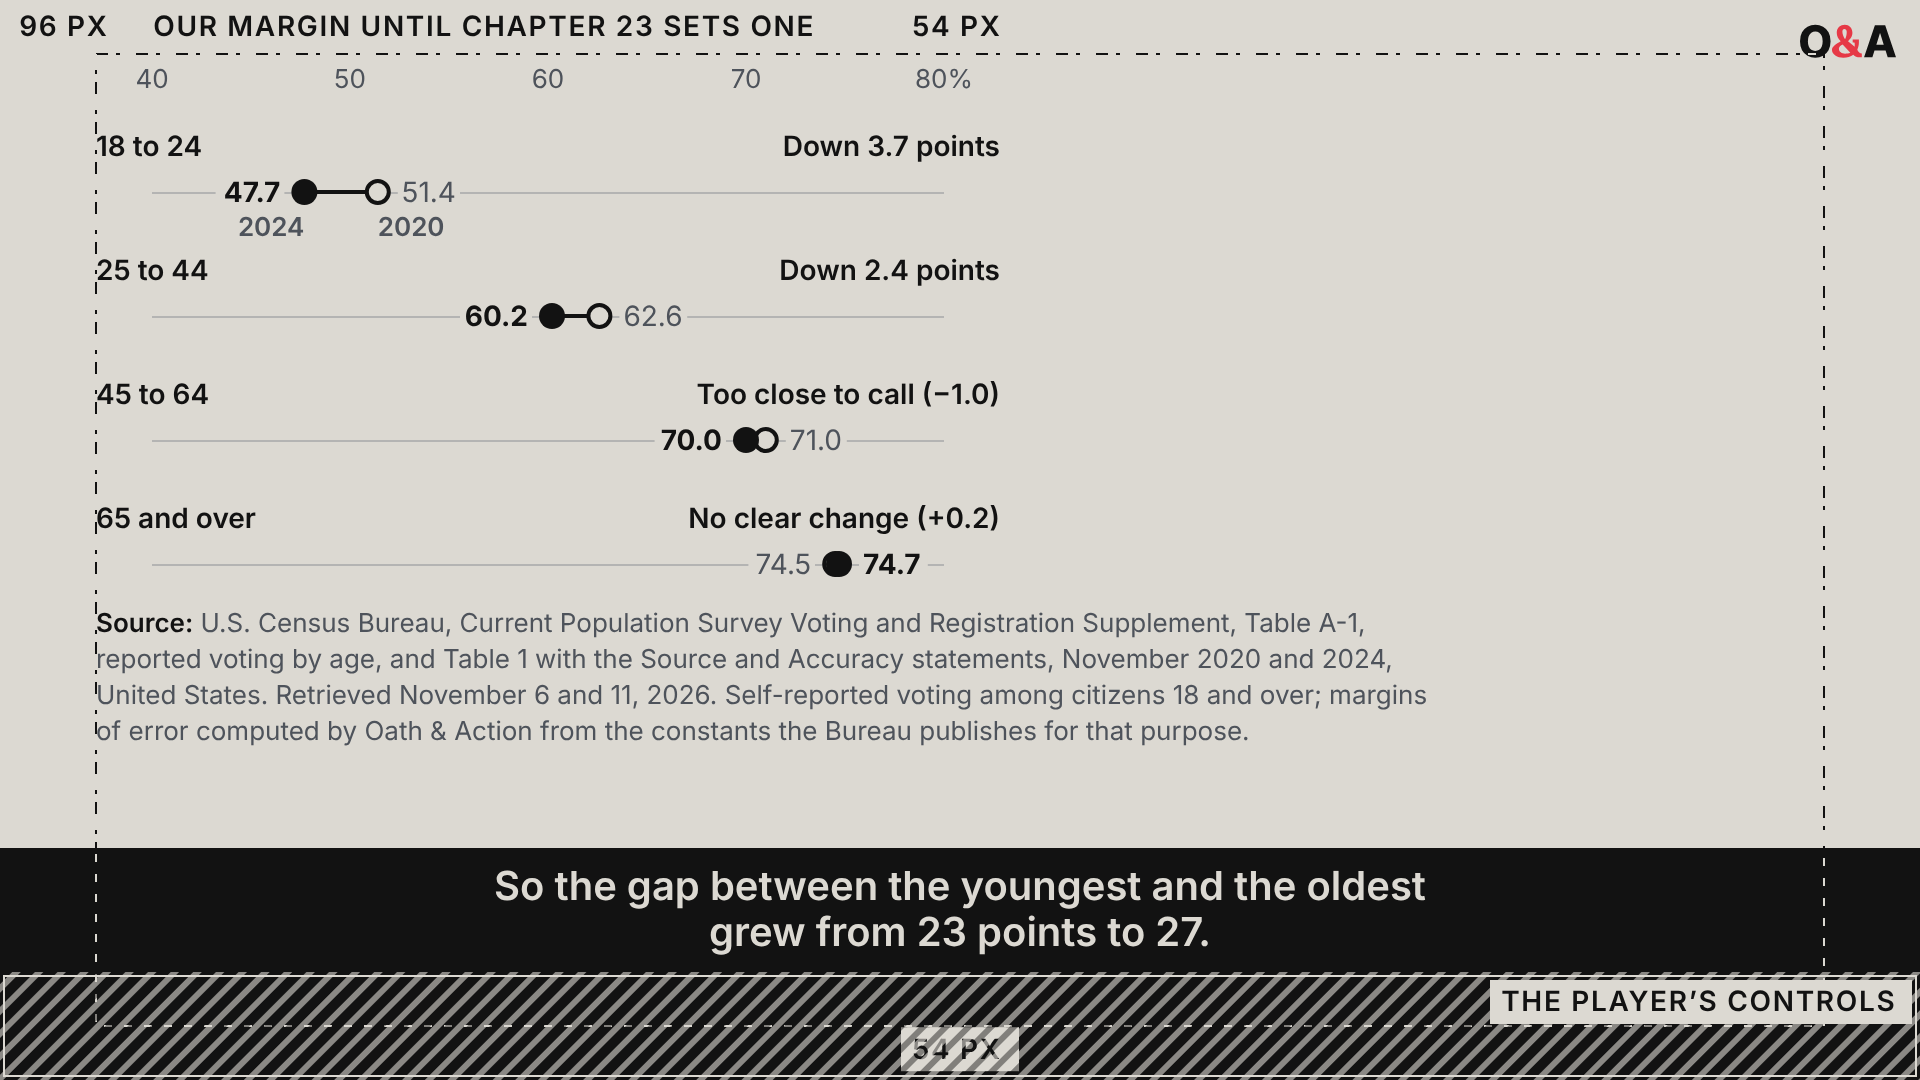 96 PX OUR MARGIN UNTIL CHAPTER 23 SETS ONE 54 PX
O&A
40 50 60 70 80%
18 to 24 Down 3.7 points
47.7 51.4
2024 2020
25 to 44 Down 2.4 points
60.2 62.6
45 to 64 Too close to call (−1.0)
70.0 71.0
65 and over No clear change (+0.2)
74.5 74.7
Source: U.S. Census Bureau, Current Population Survey Voting and Registration Supplement, Table A-1,
reported voting by age, and Table 1 with the Source and Accuracy statements, November 2020 and 2024,
United States. Retrieved November 6 and 11, 2026. Self-reported voting among citizens 18 and over; margins
of error computed by Oath & Action from the constants the Bureau publishes for that purpose.
So the gap between the youngest and the oldest
grew from 23 points to 27.
THE PLAYER’S CONTROLS
54 PX